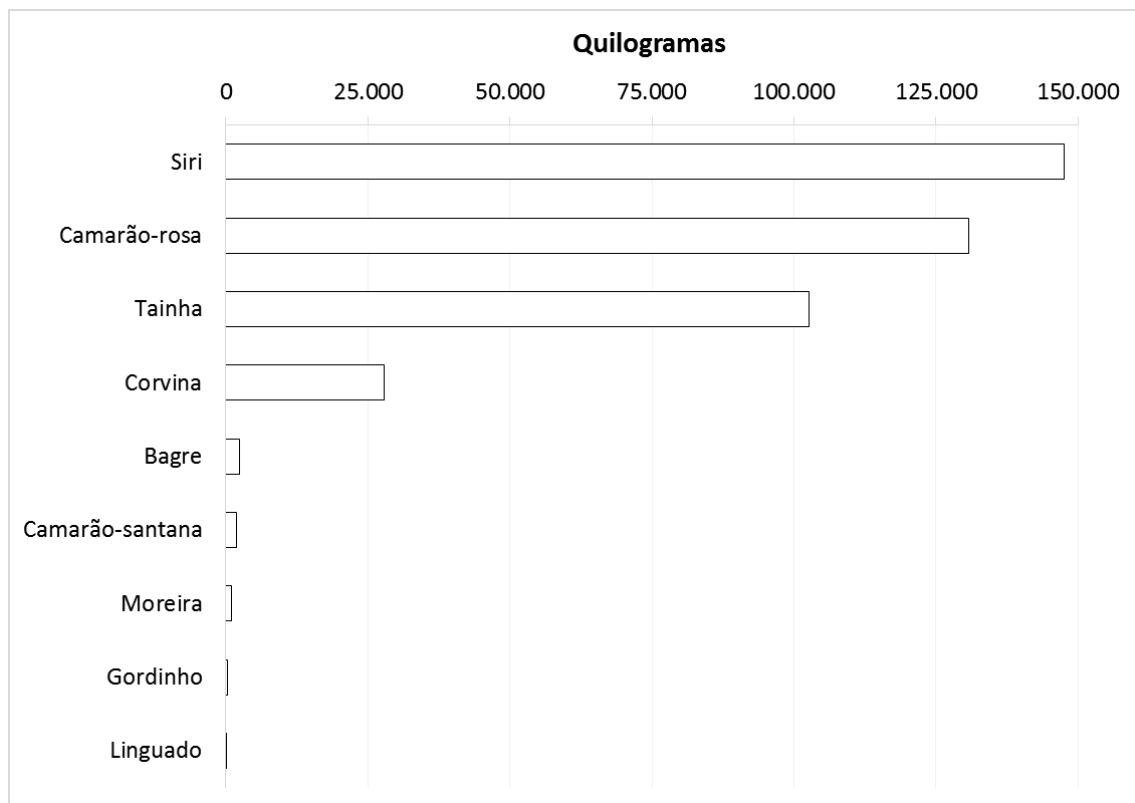 Quilogramas
0 25.000 50.000 75.000 100.000 125.000 150.000
Siri
Camarão-rosa
Tainha
Corvina
Bagre
Camarão-santana
Moreira
Gordinho
Linguado